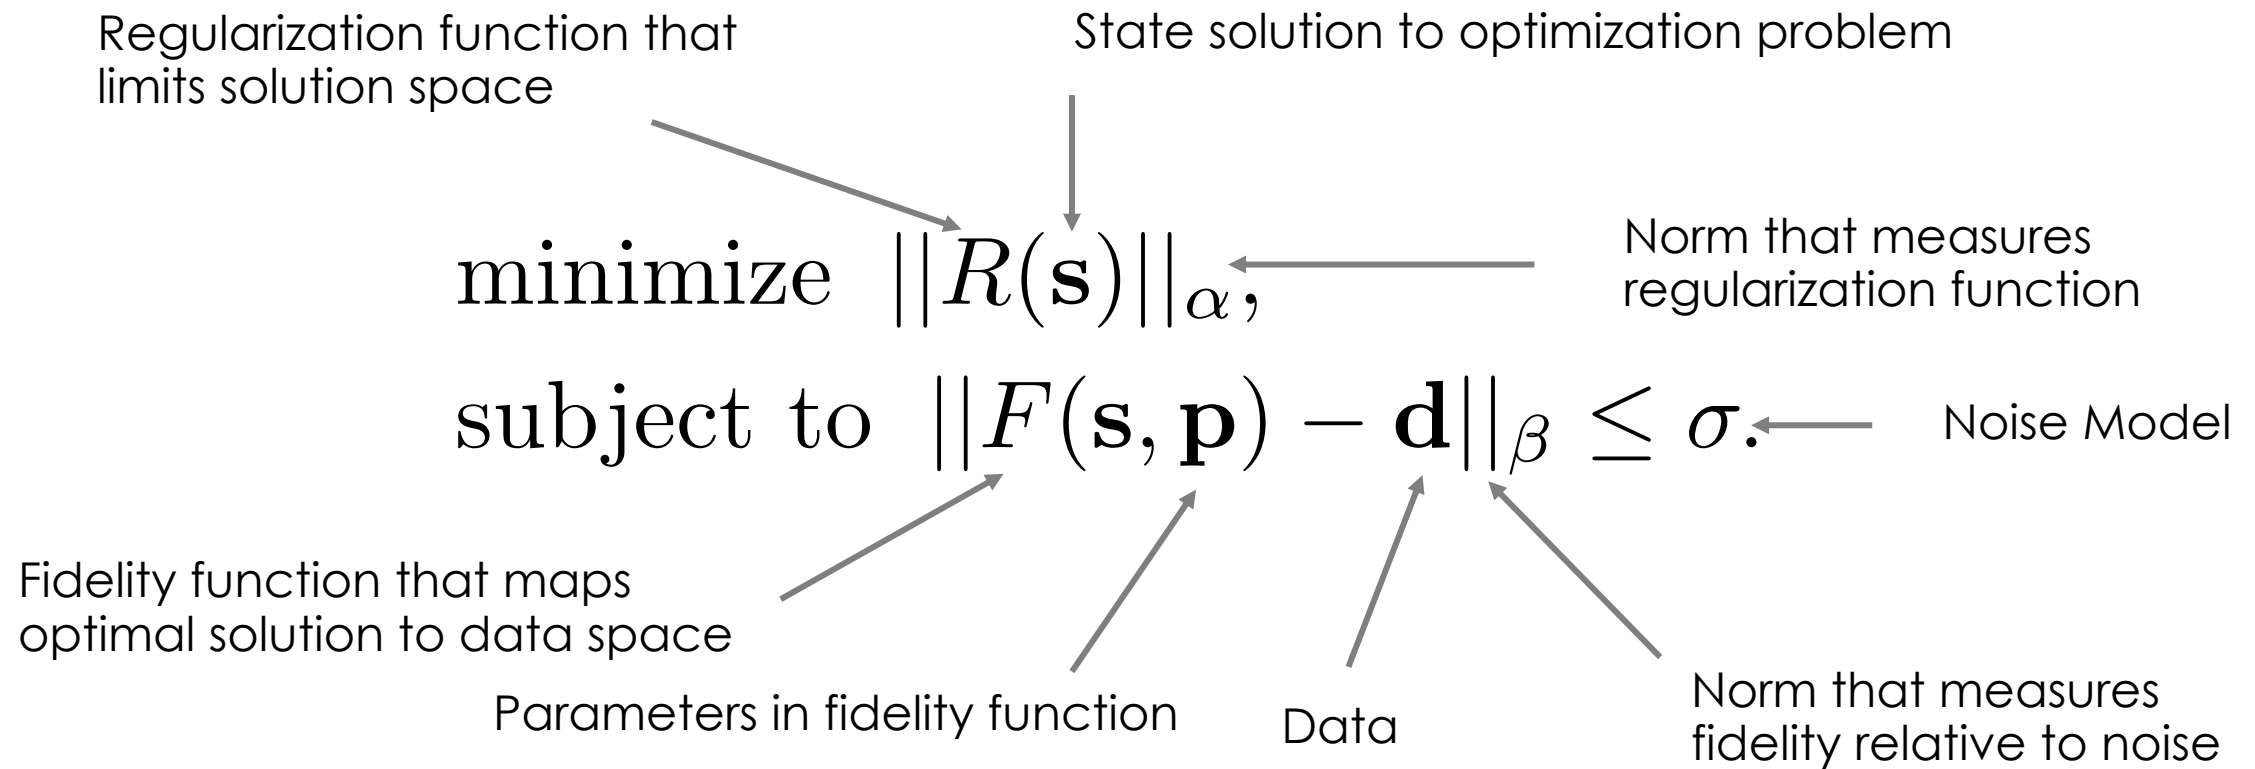 Regularization function that
limits solution space
State solution to optimization problem
minimize ||R(𝐬)||_α,
Norm that measures
regularization function
subject to ||F(𝐬, 𝐩) − 𝐝||_β ≤ σ.
Noise Model
Fidelity function that maps
optimal solution to data space
Parameters in fidelity function
Data
Norm that measures
fidelity relative to noise